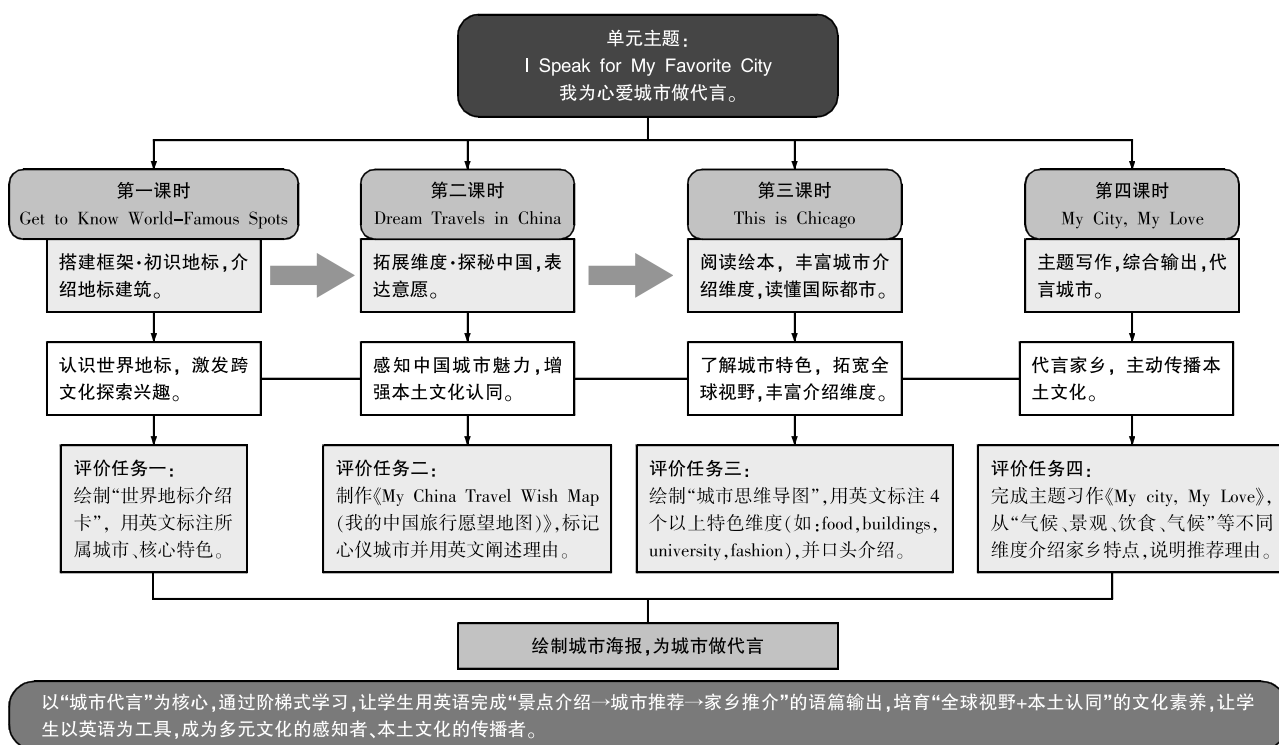 单元主题：
I Speak for My Favorite City
我为心爱城市做代言。
第一课时
Get to Know World-Famous Spots
搭建框架·初识地标，介
绍地标建筑。
认识世界地标，激发跨
文化探索兴趣。
评价任务一：
绘制“世界地标介绍
卡”，用英文标注所
属城市、核心特色。
第二课时
Dream Travels in China
拓展维度·探秘中国，表
达意愿。
感知中国城市魅力，增
强本土文化认同。
评价任务二：
制作《My China Travel Wish Map
(我的中国旅行愿望地图)》，标记
心仪城市并用英文阐述理由。
第三课时
This is Chicago
阅读绘本，丰富城市介
绍维度，读懂国际都市。
了解城市特色，拓宽全
球视野，丰富介绍维度。
评价任务三：
绘制“城市思维导图”，用英文标注 4
个以上特色维度(如：food,buildings,
university,fashion)，并口头介绍。
第四课时
My City, My Love
主题写作，综合输出，代
言城市。
代言家乡，主动传播本
土文化。
评价任务四：
完成主题习作《My city, My Love》，
从“气候、景观、饮食、气候”等不同
维度介绍家乡特点，说明推荐理由。
绘制城市海报，为城市做代言
以“城市代言”为核心，通过阶梯式学习，让学生用英语完成“景点介绍→城市推荐→家乡推介”的语篇输出，培育“全球视野+本土认同”的文化素养，让学
生以英语为工具，成为多元文化的感知者、本土文化的传播者。